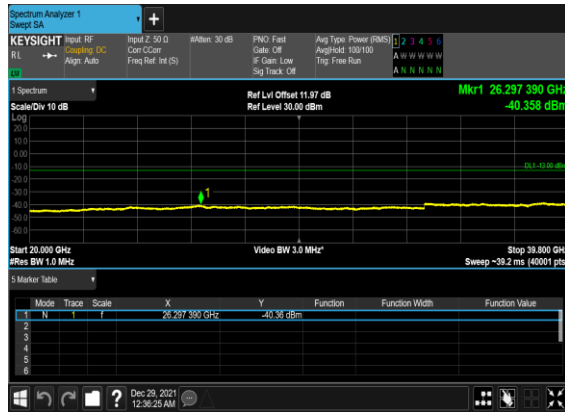 Spectrum Analyzer 1
Swept SA
+
KEYSIGHT Input: RF Input Z: 50 Ω #Atten: 30 dB PNO: Fast Avg Type: Power (RMS) 1 2 3 4 5 6
RL Coupling: DC Corr CCorr Gate: Off Avg|Hold: 100/100 A W W W W W
Align: Auto Freq Ref: Int (S) IF Gain: Low Trig: Free Run
Sig Track: Off A N N N N N
1 Spectrum Ref Lvl Offset 11.97 dB Mkr1 26.297 390 GHz
Scale/Div 10 dB Ref Level 30.00 dBm -40.358 dBm
Log
20.0
10.0
0.00
-10.0
DL1 -13.00 dBm
-20.0
-30.0
1
-40.0
-50.0
-60.0
Start 20.000 GHz Video BW 3.0 MHz* Stop 39.800 GHz
#Res BW 1.0 MHz Sweep ~39.2 ms (40001 pts)
5 Marker Table
Mode Trace Scale X Y Function Function Width Function Value
1 N 1 f 26.297 390 GHz -40.36 dBm
2
3
4
5
6
? Dec 29, 2021
12:36:25 AM